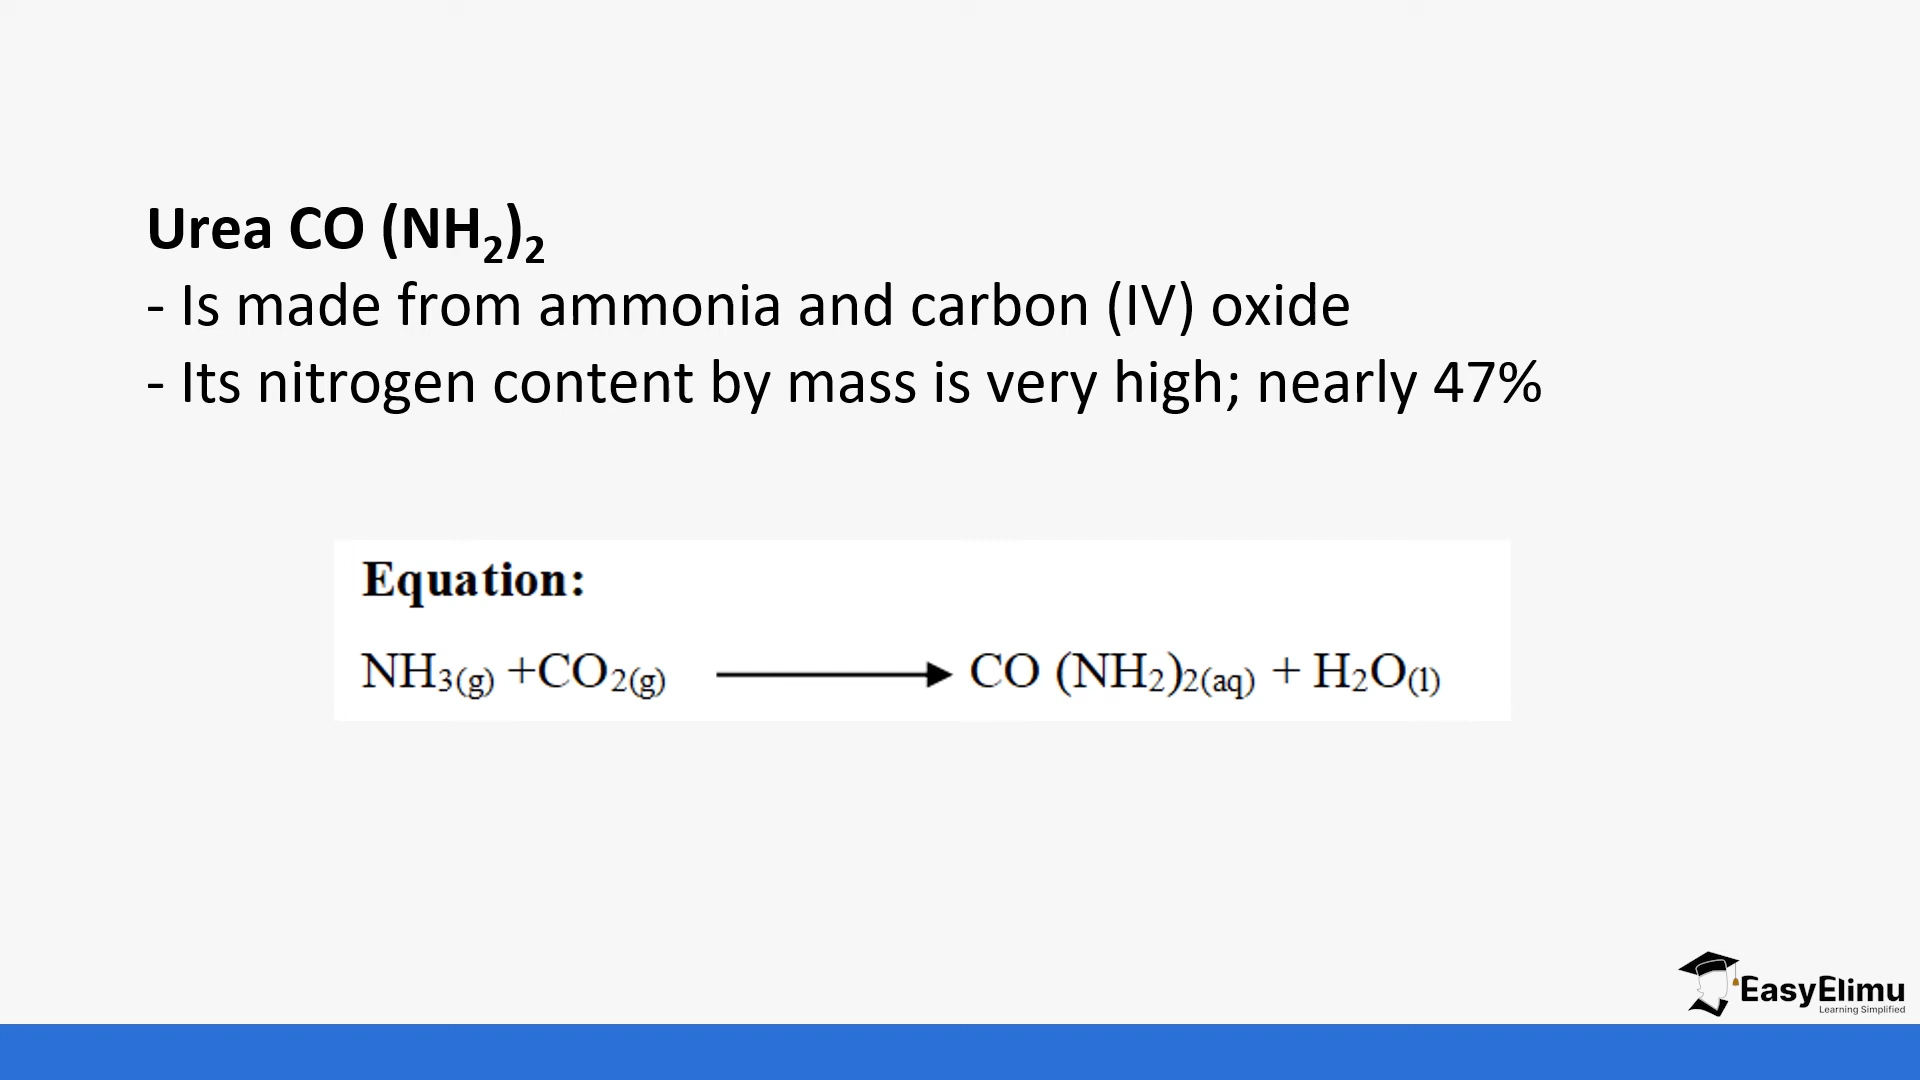 Urea CO (NH₂)₂
- Is made from ammonia and carbon (IV) oxide
- Its nitrogen content by mass is very high; nearly 47%
Equation:
NH₃(g) +CO₂(g) ⟶ CO (NH₂)₂(aq) + H₂O(l)
EasyElimu
Learning Simplified